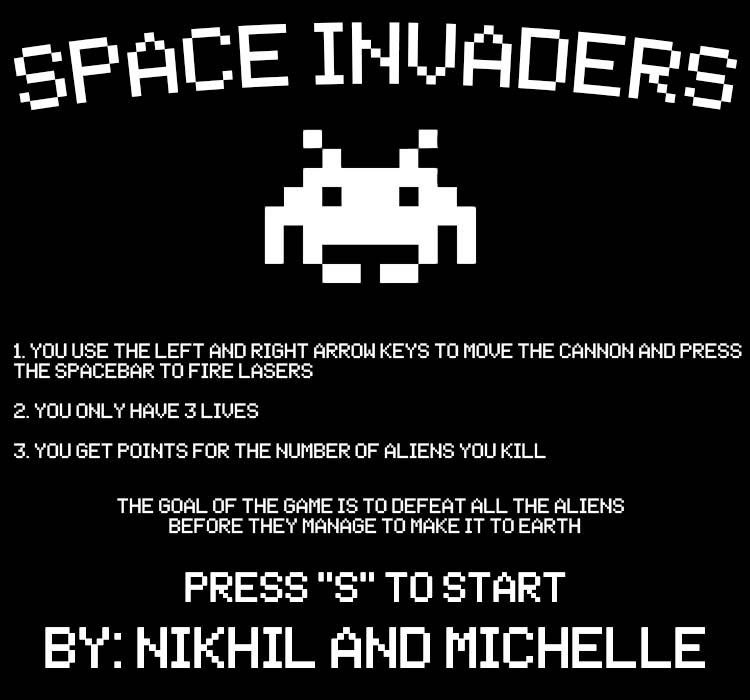 SPACE INVADERS
1. YOU USE THE LEFT AND RIGHT ARROW KEYS TO MOVE THE CANNON AND PRESS
THE SPACEBAR TO FIRE LASERS
2. YOU ONLY HAVE 3 LIVES
3. YOU GET POINTS FOR THE NUMBER OF ALIENS YOU KILL
THE GOAL OF THE GAME IS TO DEFEAT ALL THE ALIENS
BEFORE THEY MANAGE TO MAKE IT TO EARTH
PRESS "S" TO START
BY: NIKHIL AND MICHELLE